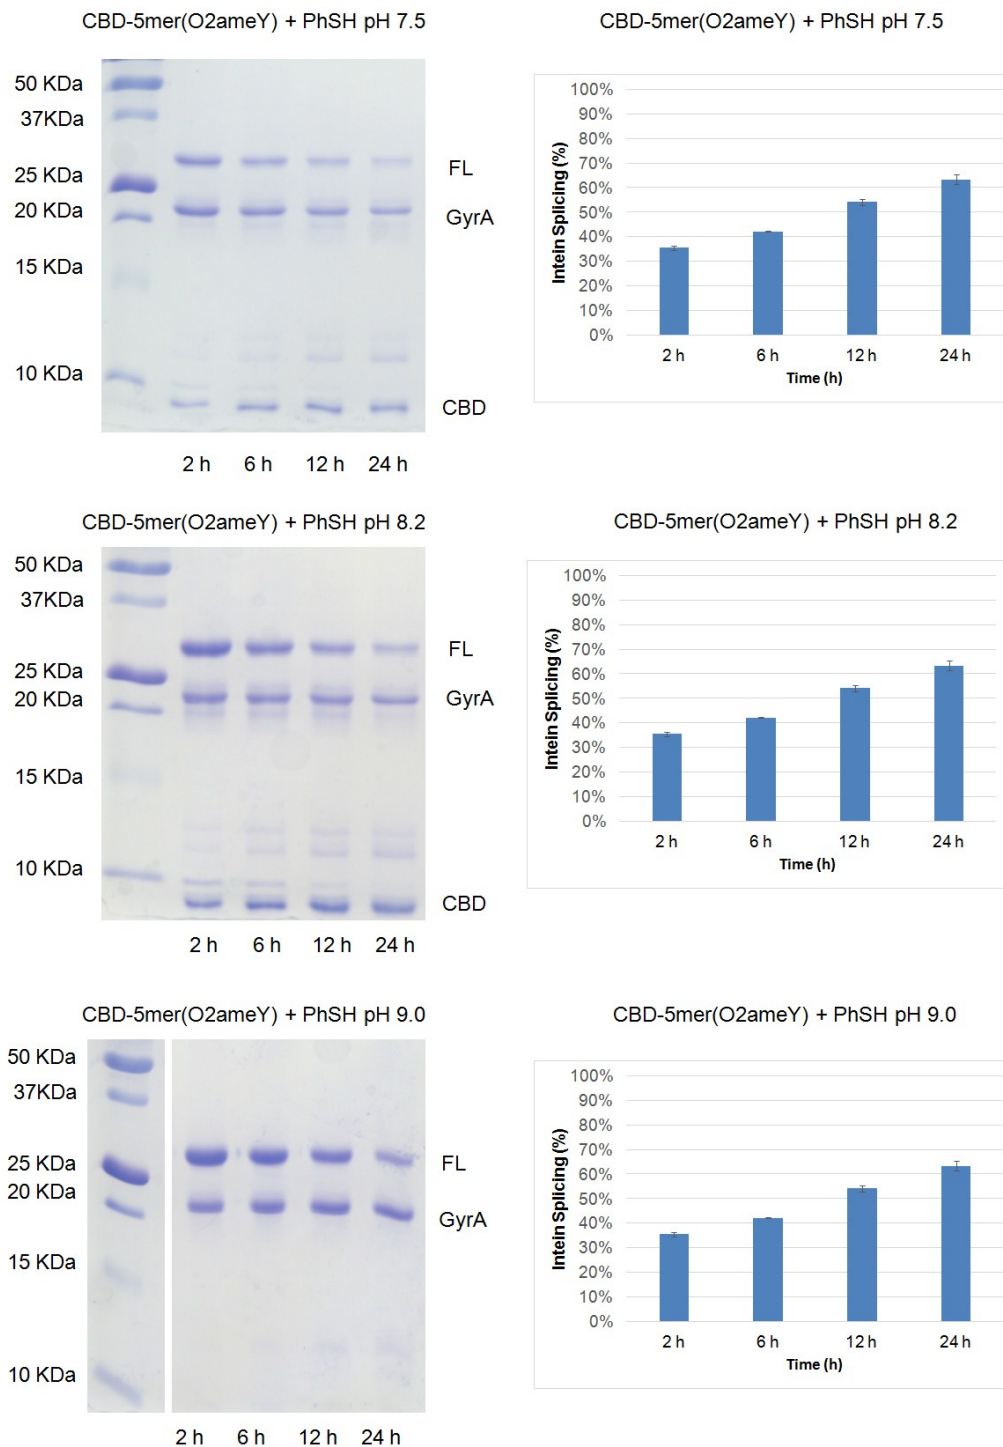 CBD-5mer(O2ameY) + PhSH pH 7.5
50 KDa
37KDa
25 KDa
20 KDa
15 KDa
10 KDa
FL
GyrA
CBD
2 h 6 h 12 h 24 h
CBD-5mer(O2ameY) + PhSH pH 7.5
Intein Splicing (%)
100%
90%
80%
70%
60%
50%
40%
30%
20%
10%
0%
2 h 6 h 12 h 24 h
Time (h)
CBD-5mer(O2ameY) + PhSH pH 8.2
50 KDa
37KDa
25 KDa
20 KDa
15 KDa
10 KDa
FL
GyrA
CBD
2 h 6 h 12 h 24 h
CBD-5mer(O2ameY) + PhSH pH 8.2
Intein Splicing (%)
100%
90%
80%
70%
60%
50%
40%
30%
20%
10%
0%
2 h 6 h 12 h 24 h
Time (h)
CBD-5mer(O2ameY) + PhSH pH 9.0
50 KDa
37KDa
25 KDa
20 KDa
15 KDa
10 KDa
FL
GyrA
2 h 6 h 12 h 24 h
CBD-5mer(O2ameY) + PhSH pH 9.0
Intein Splicing (%)
100%
90%
80%
70%
60%
50%
40%
30%
20%
10%
0%
2 h 6 h 12 h 24 h
Time (h)